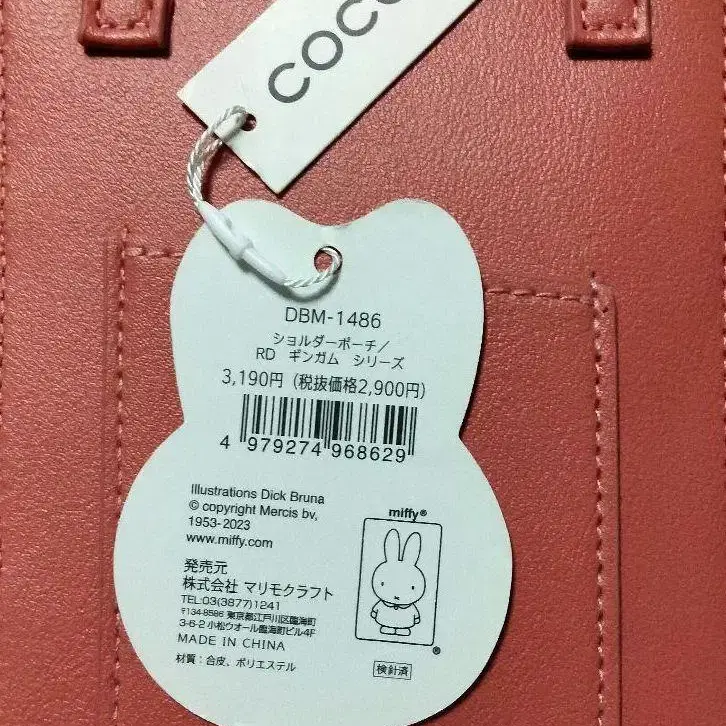 COCO
DBM-1486
ショルダーポーチ/
RD ギンガム シリーズ
3,190円（税抜価格2,900円）
4 979274 968629
Illustrations Dick Bruna
© copyright Mercis bv,
1953-2023
www.miffy.com
miffy®
®
発売元
株式会社 マリモクラフト
TEL:03(3877)1241
〒134-8586 東京都江戸川区臨海町
3-6-2 小松ウオール臨海町ビル4F
MADE IN CHINA
材質：合皮、ポリエステル
検針済